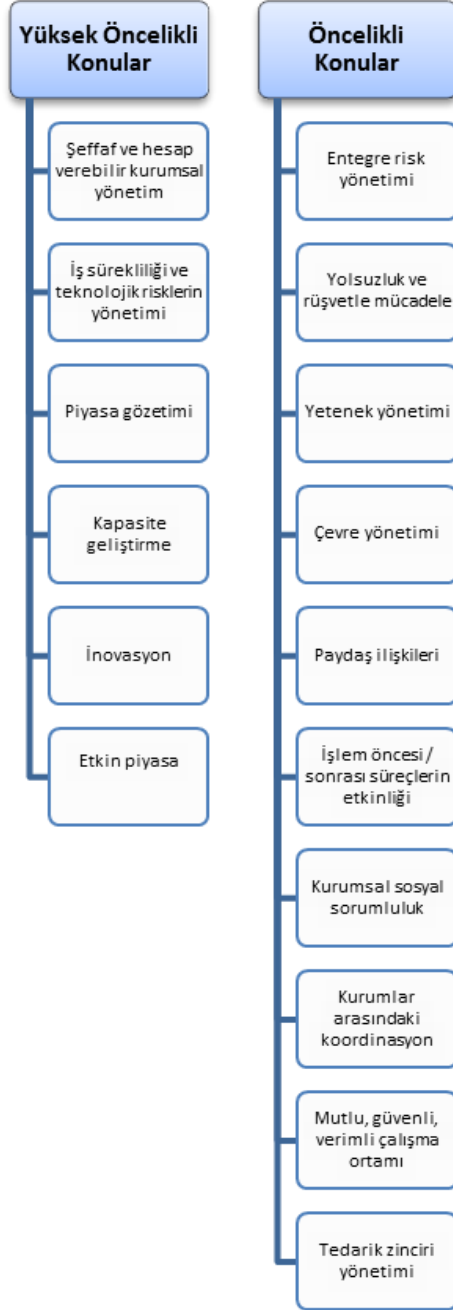 Yüksek Öncelikli
Konular
Şeffaf ve hesap
verebilir kurumsal
yönetim
İş sürekliliği ve
teknolojik risklerin
yönetimi
Piyasa gözetimi
Kapasite
geliştirme
İnovasyon
Etkin piyasa
Öncelikli
Konular
Entegre risk
yönetimi
Yolsuzluk ve
rüşvetle mücadele
Yetenek yönetimi
Çevre yönetimi
Paydaş ilişkileri
İşlem öncesi /
sonrası süreçlerin
etkinliği
Kurumsal sosyal
sorumluluk
Kurumlar
arasındaki
koordinasyon
Mutlu, güvenli,
verimli çalışma
ortamı
Tedarik zinciri
yönetimi